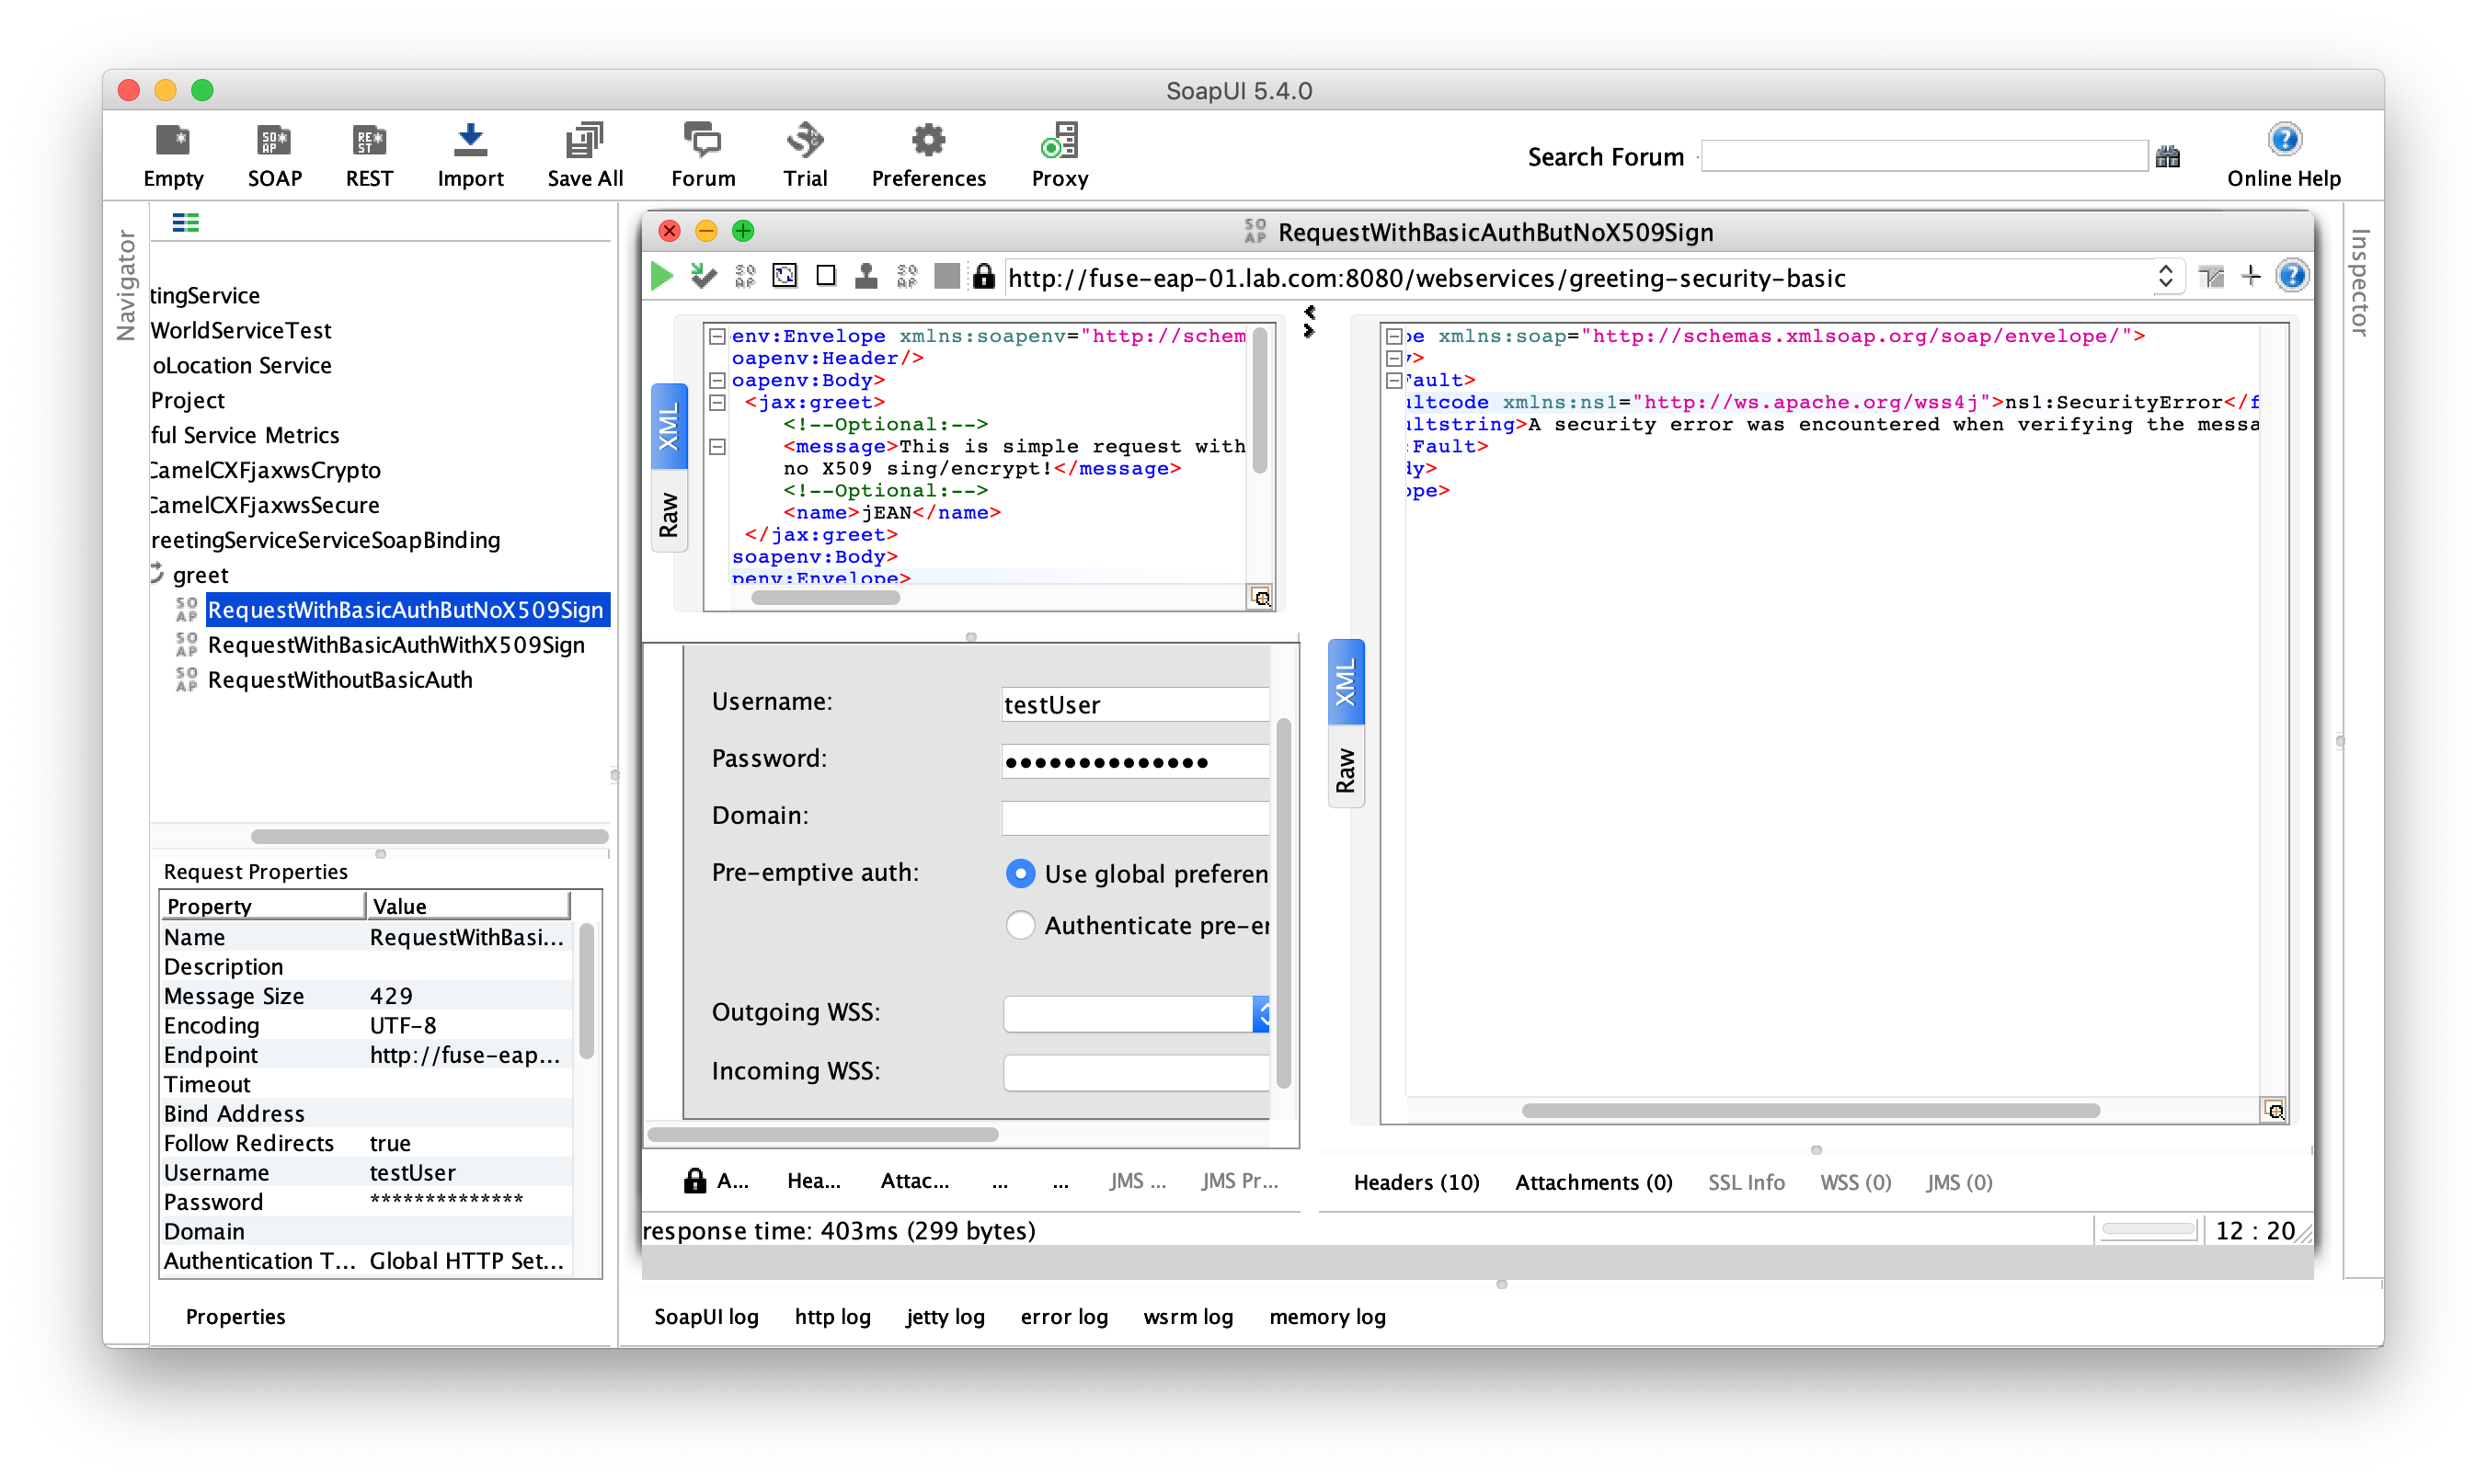 SoapUI 5.4.0
Empty
SOAP
REST
Import
Save All
Forum
Trial
Preferences
Proxy
Search Forum
Online Help
Navigator
tingService
WorldServiceTest
oLocation Service
Project
ful Service Metrics
CamelCXFjaxwsCrypto
CamelCXFjaxwsSecure
reetingServiceServiceSoapBinding
greet
RequestWithBasicAuthButNoX509Sign
RequestWithBasicAuthWithX509Sign
RequestWithoutBasicAuth
Request Properties
Property Value
Name RequestWithBasi...
Description
Message Size 429
Encoding UTF-8
Endpoint http://fuse-eap...
Timeout
Bind Address
Follow Redirects true
Username testUser
Password **************
Domain
Authentication T... Global HTTP Set...
Properties
RequestWithBasicAuthButNoX509Sign
http://fuse-eap-01.lab.com:8080/webservices/greeting-security-basic
XML
Raw
env:Envelope xmlns:soapenv="http://schem
oapenv:Header/>
oapenv:Body>
<jax:greet>
<!--Optional:-->
<message>This is simple request with
no X509 sing/encrypt!</message>
<!--Optional:-->
<name>jEAN</name>
</jax:greet>
soapenv:Body>
penv:Envelope>
Username: testUser
Password: ●●●●●●●●●●●●●●
Domain:
Pre-emptive auth: Use global preferen
Authenticate pre-er
Outgoing WSS:
Incoming WSS:
A...
Hea...
Attac...
...
...
JMS ...
JMS Pr...
XML
Raw
pe xmlns:soap="http://schemas.xmlsoap.org/soap/envelope/">
y>
Fault>
ultcode xmlns:ns1="http://ws.apache.org/wss4j">ns1:SecurityError</f
ultstring>A security error was encountered when verifying the messa
:Fault>
dy>
ope>
Headers (10)
Attachments (0)
SSL Info
WSS (0)
JMS (0)
response time: 403ms (299 bytes)
12 : 20
SoapUI log
http log
jetty log
error log
wsrm log
memory log
Inspector